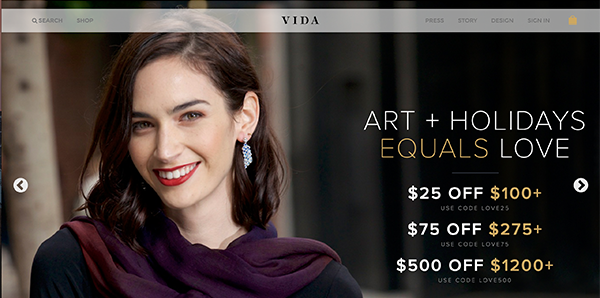 SEARCH SHOP VIDA PRESS STORY DESIGN SIGN IN
ART + HOLIDAYS
EQUALS LOVE
$25 OFF $100+
USE CODE LOVE25
$75 OFF $275+
USE CODE LOVE75
$500 OFF $1200+
USE CODE LOVE500